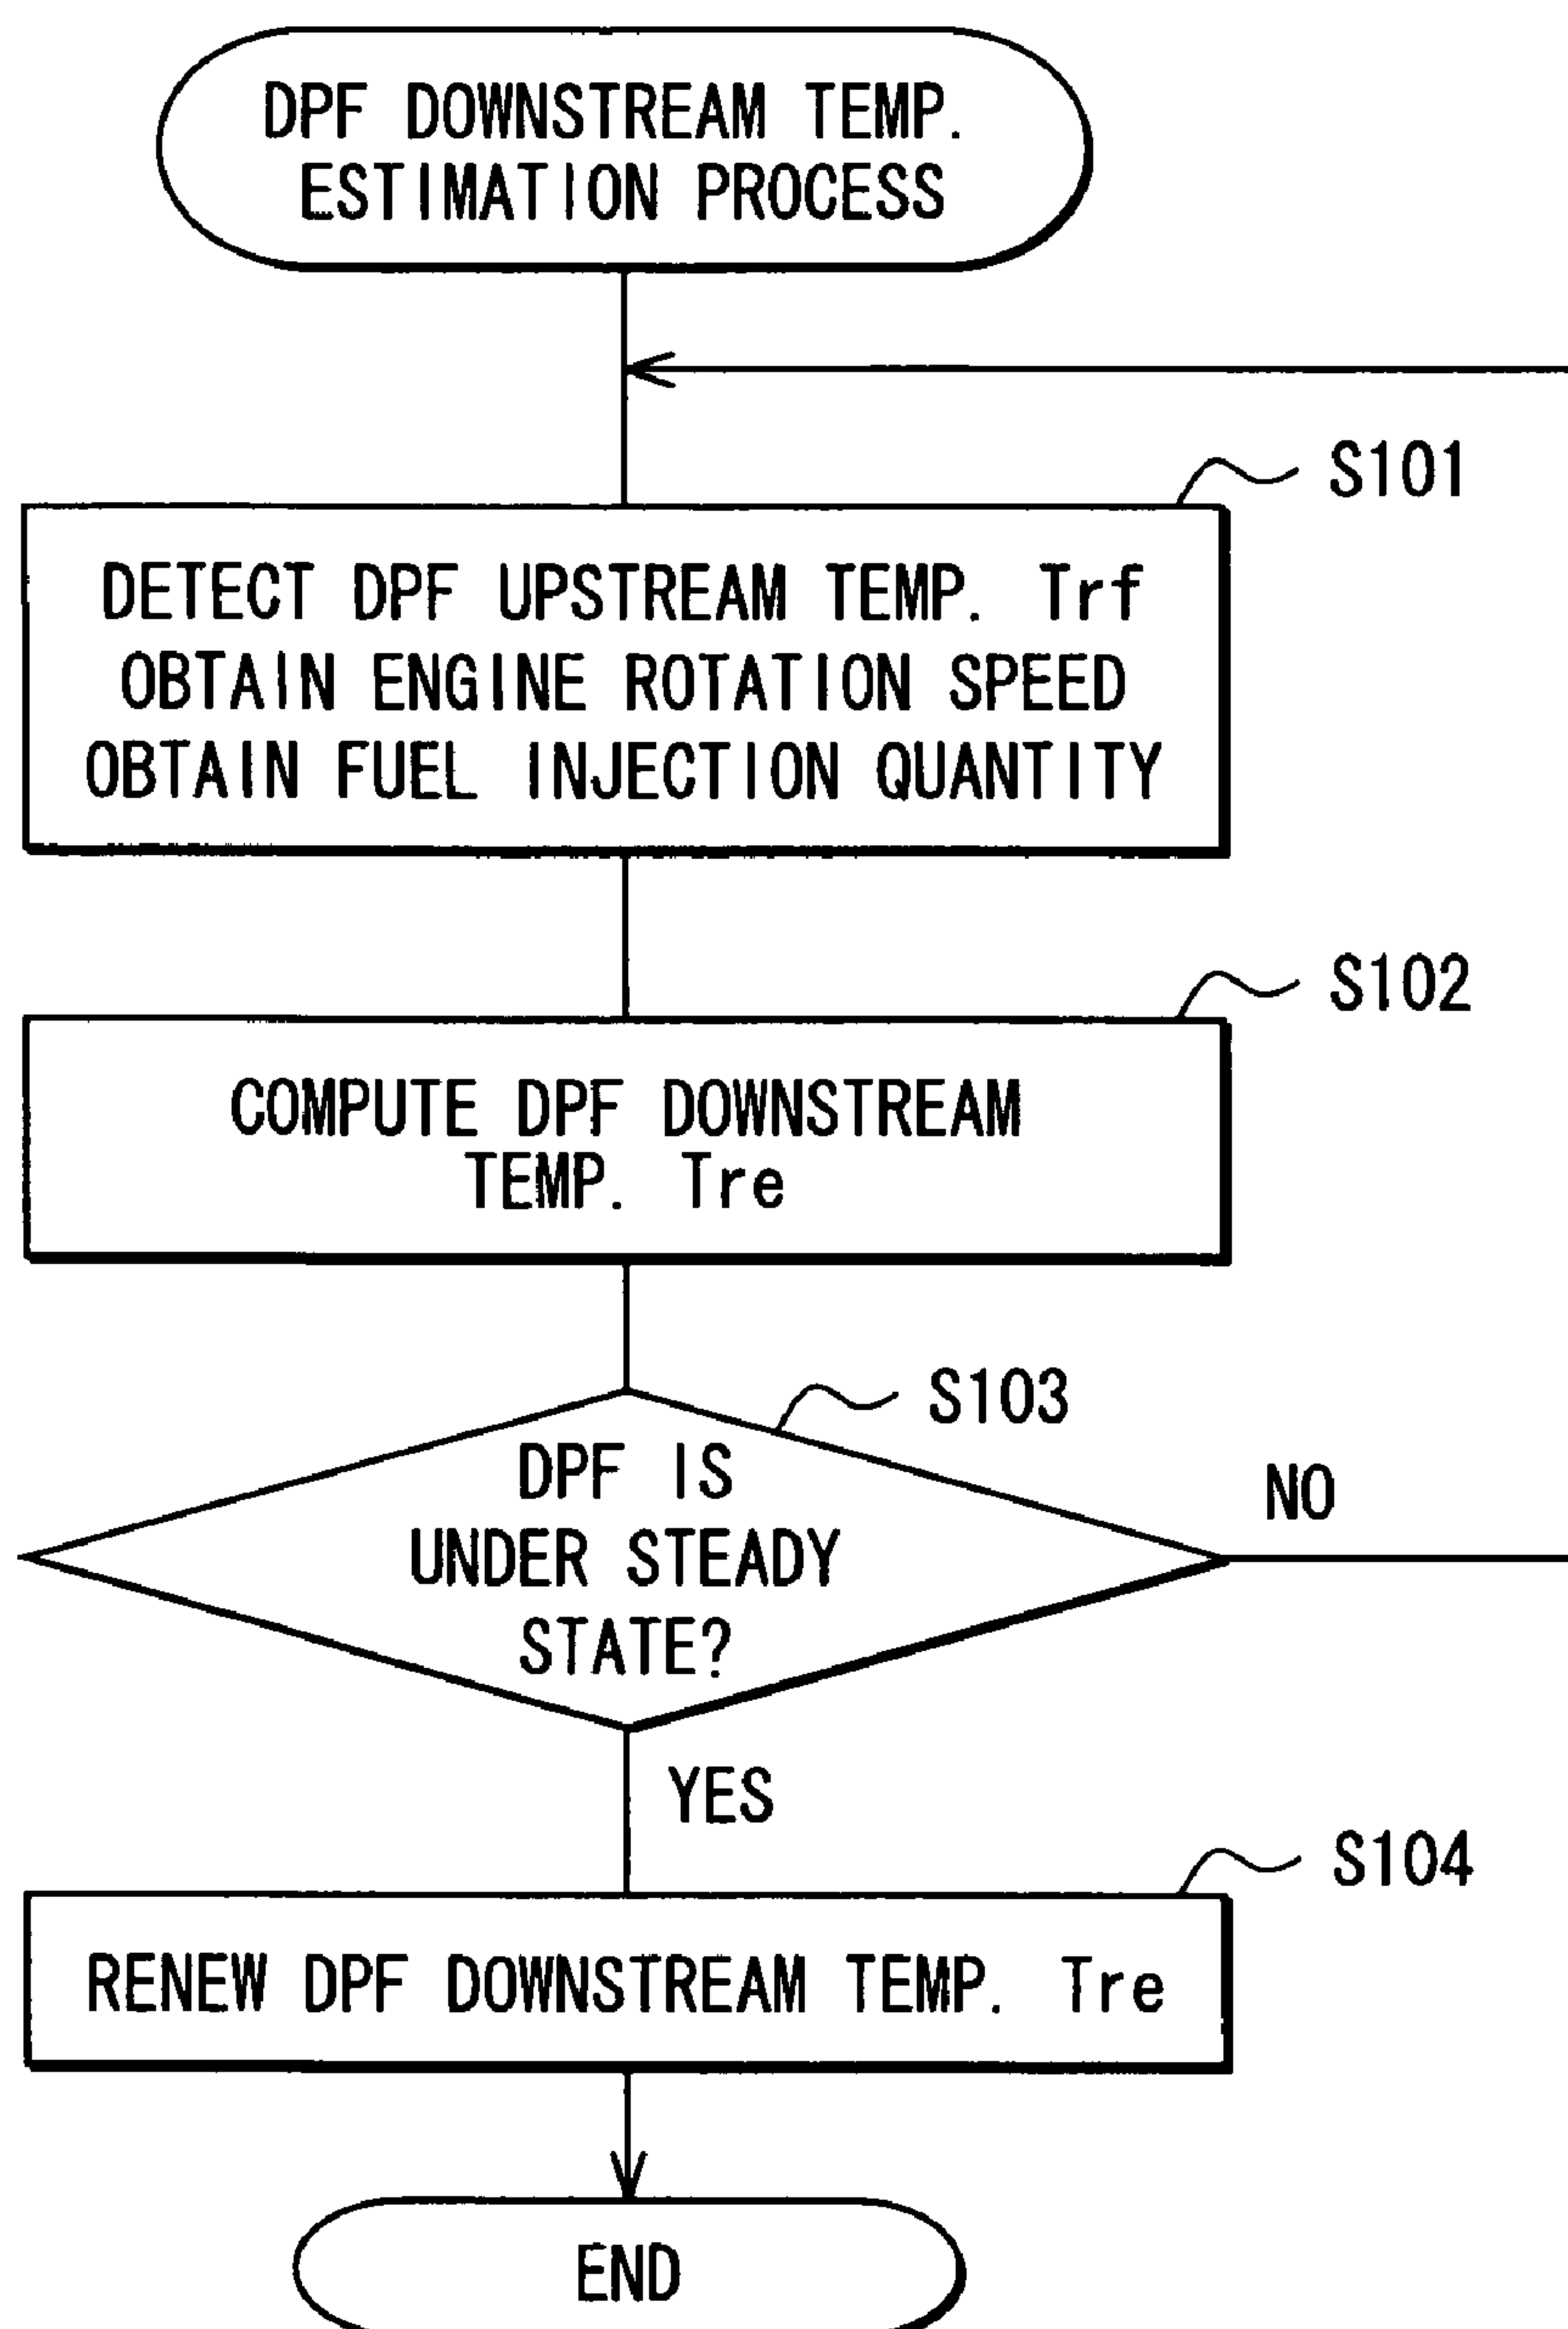 DPF DOWNSTREAM TEMP.
ESTIMATION PROCESS
S101
DETECT DPF UPSTREAM TEMP. Trf
OBTAIN ENGINE ROTATION SPEED
OBTAIN FUEL INJECTION QUANTITY
S102
COMPUTE DPF DOWNSTREAM
TEMP. Tre
S103
DPF IS
UNDER STEADY
STATE?
NO
YES
S104
RENEW DPF DOWNSTREAM TEMP. Tre
END